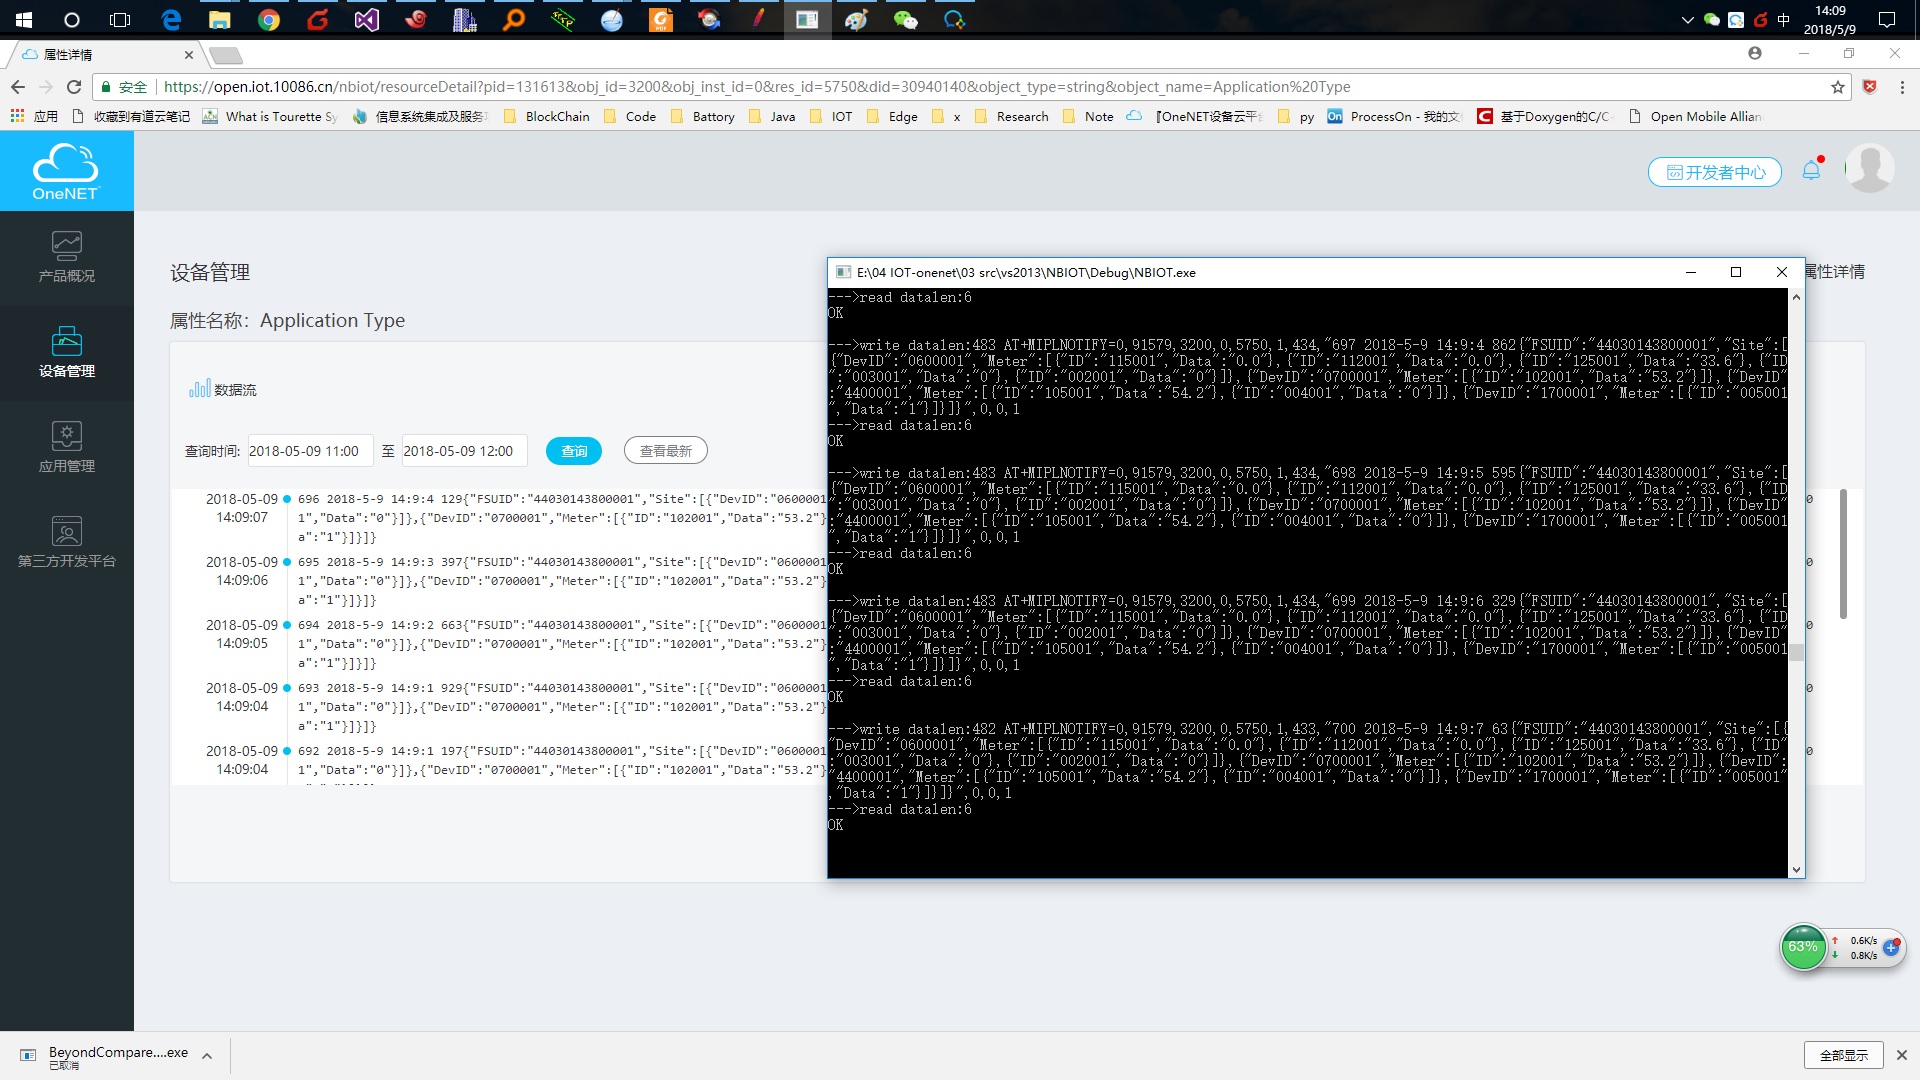 14:09
中
2018/5/9
属性详情
安全
https://open.iot.10086.cn/nbiot/resourceDetail?pid=131613&obj_id=3200&obj_inst_id=0&res_id=5750&did=30940140&object_type=string&object_name=Application%20Type
应用 收藏到有道云笔记 What is Tourette Sy 信息系统集成及服务 BlockChain Code Battory Java IOT Edge x Research Note 『OneNET设备云平台 py On ProcessOn - 我的文 C 基于Doxygen的C/C- Open Mobile Allian
OneNET
开发者中心
产品概况
设备管理
应用管理
第三方开发平台
设备管理
属性详情
属性名称: Application Type
数据流
查询时间: 2018-05-09 11:00 至 2018-05-09 12:00 查询 查看最新
2018-05-09 696 2018-5-9 14:9:4 129{"FSUID":"44030143800001","Site":[{"DevID":"0600001
14:09:07 1","Data":"0"}]},{"DevID":"0700001","Meter":[{"ID":"102001","Data":"53.2"}
a":"1"}]}]}
2018-05-09 695 2018-5-9 14:9:3 397{"FSUID":"44030143800001","Site":[{"DevID":"0600001
14:09:06 1","Data":"0"}]},{"DevID":"0700001","Meter":[{"ID":"102001","Data":"53.2"}
a":"1"}]}]}
2018-05-09 694 2018-5-9 14:9:2 663{"FSUID":"44030143800001","Site":[{"DevID":"0600001
14:09:05 1","Data":"0"}]},{"DevID":"0700001","Meter":[{"ID":"102001","Data":"53.2"}
a":"1"}]}]}
2018-05-09 693 2018-5-9 14:9:1 929{"FSUID":"44030143800001","Site":[{"DevID":"0600001
14:09:04 1","Data":"0"}]},{"DevID":"0700001","Meter":[{"ID":"102001","Data":"53.2"}
a":"1"}]}]}
2018-05-09 692 2018-5-9 14:9:1 197{"FSUID":"44030143800001","Site":[{"DevID":"0600001
14:09:04 1","Data":"0"}]},{"DevID":"0700001","Meter":[{"ID":"102001","Data":"53.2"}
E:\04 IOT-onenet\03 src\vs2013\NBIOT\Debug\NBIOT.exe
--->read datalen:6
OK
--->write datalen:483 AT+MIPLNOTIFY=0,91579,3200,0,5750,1,434,"697 2018-5-9 14:9:4 862{"FSUID":"44030143800001","Site":[
{"DevID":"0600001","Meter":[{"ID":"115001","Data":"0.0"},{"ID":"112001","Data":"0.0"},{"ID":"125001","Data":"33.6"},{"ID
":"003001","Data":"0"},{"ID":"002001","Data":"0"}]},{"DevID":"0700001","Meter":[{"ID":"102001","Data":"53.2"}]},{"DevID"
:"4400001","Meter":[{"ID":"105001","Data":"54.2"},{"ID":"004001","Data":"0"}]},{"DevID":"1700001","Meter":[{"ID":"005001
","Data":"1"}]}]}",0,0,1
--->read datalen:6
OK
--->write datalen:483 AT+MIPLNOTIFY=0,91579,3200,0,5750,1,434,"698 2018-5-9 14:9:5 595{"FSUID":"44030143800001","Site":[
{"DevID":"0600001","Meter":[{"ID":"115001","Data":"0.0"},{"ID":"112001","Data":"0.0"},{"ID":"125001","Data":"33.6"},{"ID
":"003001","Data":"0"},{"ID":"002001","Data":"0"}]},{"DevID":"0700001","Meter":[{"ID":"102001","Data":"53.2"}]},{"DevID"
:"4400001","Meter":[{"ID":"105001","Data":"54.2"},{"ID":"004001","Data":"0"}]},{"DevID":"1700001","Meter":[{"ID":"005001
","Data":"1"}]}]}",0,0,1
--->read datalen:6
OK
--->write datalen:483 AT+MIPLNOTIFY=0,91579,3200,0,5750,1,434,"699 2018-5-9 14:9:6 329{"FSUID":"44030143800001","Site":[
{"DevID":"0600001","Meter":[{"ID":"115001","Data":"0.0"},{"ID":"112001","Data":"0.0"},{"ID":"125001","Data":"33.6"},{"ID
":"003001","Data":"0"},{"ID":"002001","Data":"0"}]},{"DevID":"0700001","Meter":[{"ID":"102001","Data":"53.2"}]},{"DevID"
:"4400001","Meter":[{"ID":"105001","Data":"54.2"},{"ID":"004001","Data":"0"}]},{"DevID":"1700001","Meter":[{"ID":"005001
","Data":"1"}]}]}",0,0,1
--->read datalen:6
OK
--->write datalen:482 AT+MIPLNOTIFY=0,91579,3200,0,5750,1,433,"700 2018-5-9 14:9:7 63{"FSUID":"44030143800001","Site":[{
"DevID":"0600001","Meter":[{"ID":"115001","Data":"0.0"},{"ID":"112001","Data":"0.0"},{"ID":"125001","Data":"33.6"},{"ID"
:"003001","Data":"0"},{"ID":"002001","Data":"0"}]},{"DevID":"0700001","Meter":[{"ID":"102001","Data":"53.2"}]},{"DevID":
"4400001","Meter":[{"ID":"105001","Data":"54.2"},{"ID":"004001","Data":"0"}]},{"DevID":"1700001","Meter":[{"ID":"005001"
,"Data":"1"}]}]}",0,0,1
--->read datalen:6
OK
63% 0.6K/s
0.8K/s
BeyondCompare....exe
已取消
全部显示